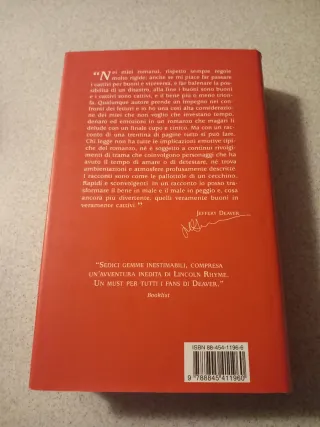 “Nei miei romanzi, rispetto sempre regole
molto rigide: anche se mi piace far passare
i cattivi per buoni e viceversa, e far balenare la pos-
sibilità di un disastro, alla fine i buoni sono buoni
e i cattivi sono cattivi, e il bene più o meno trion-
fa. Qualunque autore prende un impegno nei con-
fronti dei lettori e io ho una così alta considerazio-
ne dei miei che non voglio che investano tempo,
denaro ed emozioni in un romanzo che magari li
delude con un finale cupo e cinico. Ma con un rac-
conto di una trentina di pagine tutto si può fare.
Chi legge non ha tutte le implicazioni emotive tipi-
che del romanzo, né è soggetto a continui rivolgi-
menti di trama che coinvolgono personaggi che ha
avuto il tempo di amare o di detestare, né trova
ambientazioni e atmosfere profusamente descritte.
I racconti sono come le pallottole di un cecchino.
Rapidi e sconvolgenti. In un racconto io posso tra-
sformare il bene in male e il male in peggio e, cosa
ancora più divertente, quelli veramente buoni in
veramente cattivi.”
JEFFERY DEAVER
“SEDICI GEMME INESTIMABILI, COMPRESA
UN'AVVENTURA INEDITA DI LINCOLN RHYME.
UN MUST PER TUTTI I FANS DI DEAVER.”
Booklist
ISBN 88-454-1196-6
9 788845 411960